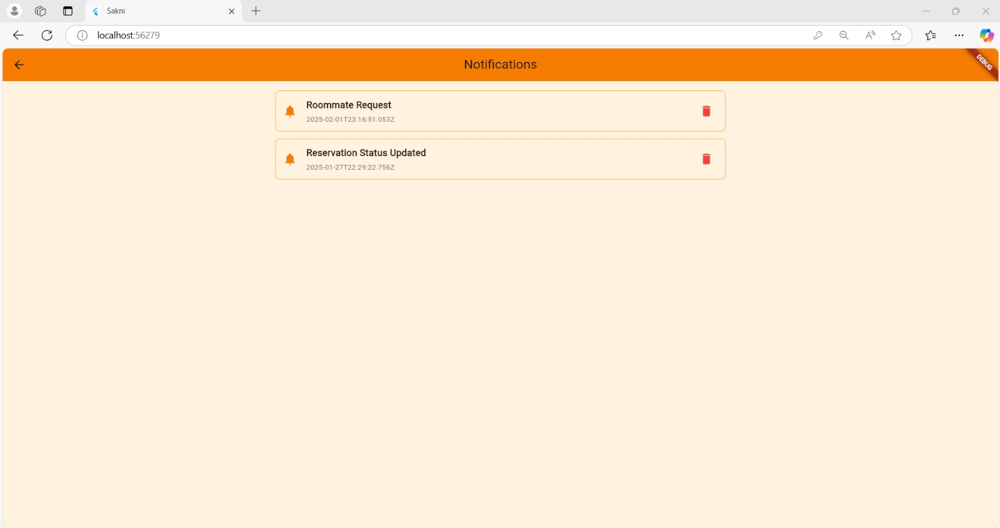 Sakni
localhost:56279
Notifications
DEBUG
Roommate Request
2025-02-01T23:16:51.053Z
Reservation Status Updated
2025-01-27T22:29:22.756Z